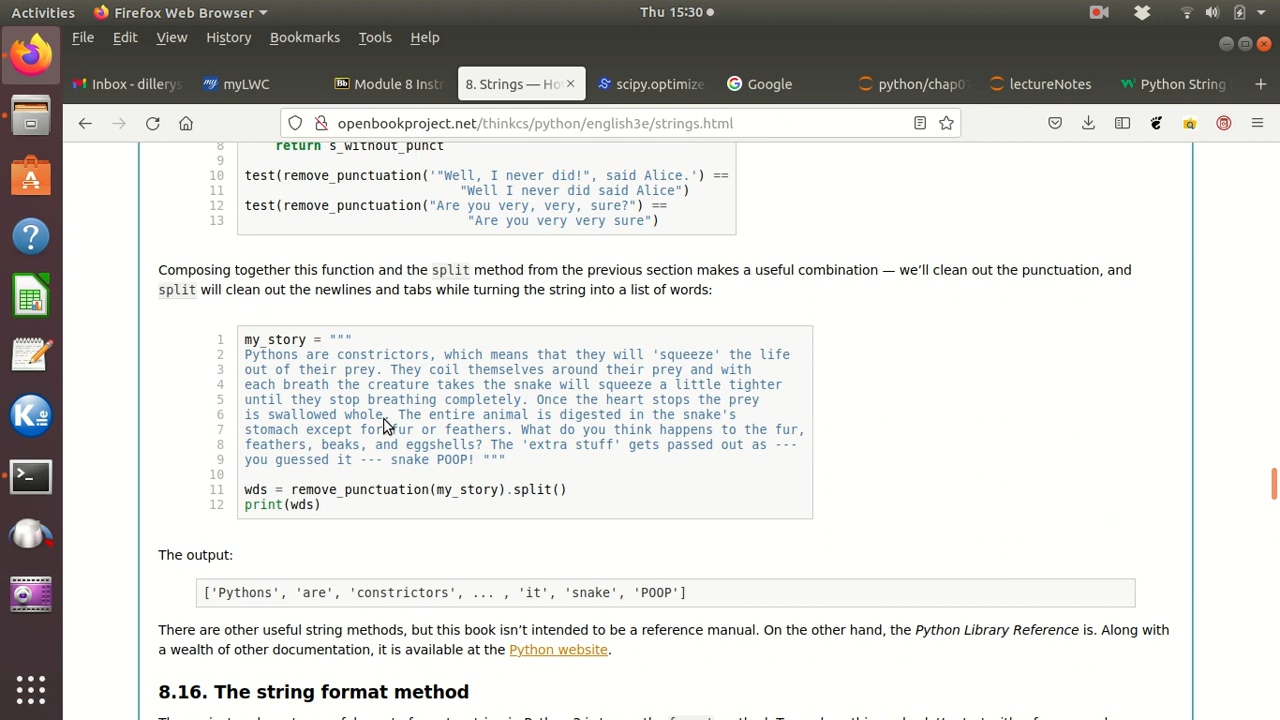 Activities Firefox Web Browser Thu 15:30
File Edit View History Bookmarks Tools Help
Inbox - dillerys myLWC Bb Module 8 Instr 8. Strings — Ho scipy.optimize Google python/chap0 lectureNotes Python String
openbookproject.net/thinkcs/python/english3e/strings.html
8 return s_without_punct
9
10 test(remove_punctuation('"Well, I never did!", said Alice.') ==
11 "Well I never did said Alice")
12 test(remove_punctuation("Are you very, very, sure?") ==
13 "Are you very very sure")
Composing together this function and the split method from the previous section makes a useful combination — we'll clean out the punctuation, and
split will clean out the newlines and tabs while turning the string into a list of words:
1 my_story = """
2 Pythons are constrictors, which means that they will 'squeeze' the life
3 out of their prey. They coil themselves around their prey and with
4 each breath the creature takes the snake will squeeze a little tighter
5 until they stop breathing completely. Once the heart stops the prey
6 is swallowed whole. The entire animal is digested in the snake's
7 stomach except for fur or feathers. What do you think happens to the fur,
8 feathers, beaks, and eggshells? The 'extra stuff' gets passed out as ---
9 you guessed it --- snake POOP! """
10
11 wds = remove_punctuation(my_story).split()
12 print(wds)
The output:
['Pythons', 'are', 'constrictors', ... , 'it', 'snake', 'POOP']
There are other useful string methods, but this book isn't intended to be a reference manual. On the other hand, the Python Library Reference is. Along with
a wealth of other documentation, it is available at the Python website.
8.16. The string format method